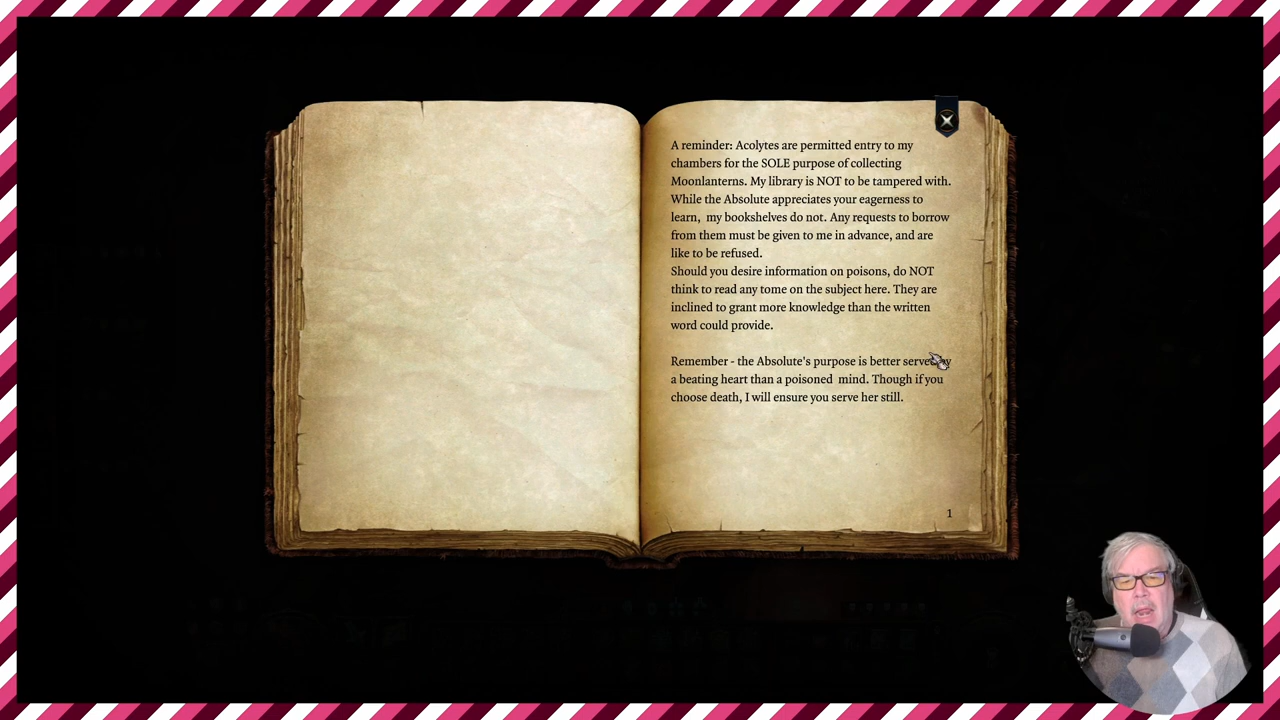 A reminder: Acolytes are permitted entry to my
chambers for the SOLE purpose of collecting
Moonlanterns. My library is NOT to be tampered with.
While the Absolute appreciates your eagerness to
learn, my bookshelves do not. Any requests to borrow
from them must be given to me in advance, and are
like to be refused.
Should you desire information on poisons, do NOT
think to read any tome on the subject here. They are
inclined to grant more knowledge than the written
word could provide.
Remember - the Absolute's purpose is better served by
a beating heart than a poisoned mind. Though if you
choose death, I will ensure you serve her still.
1